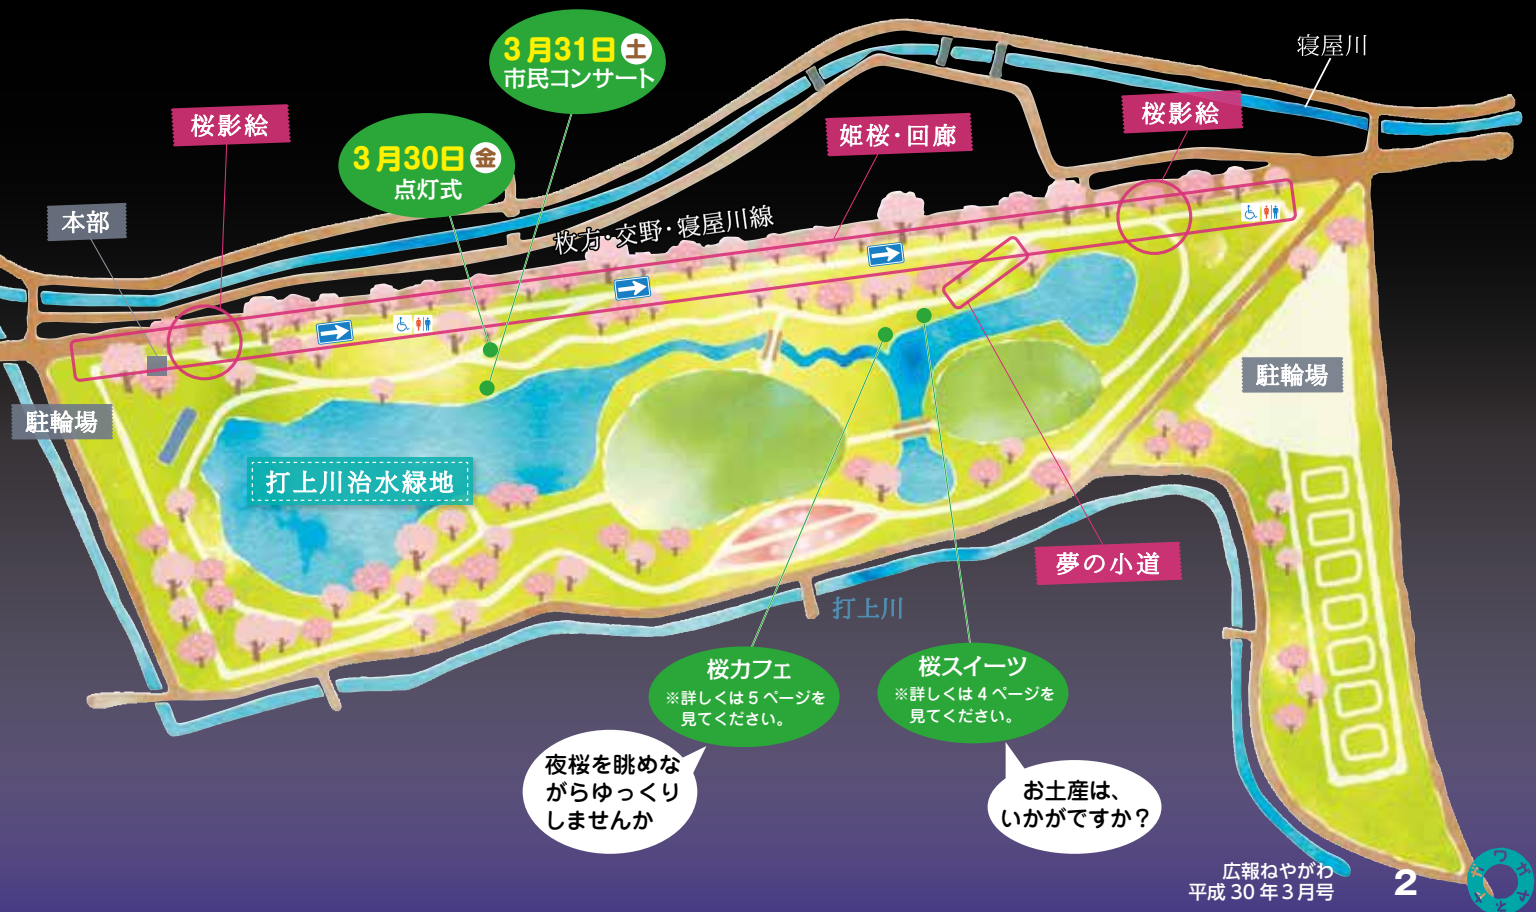 3月31日(土)
市民コンサート
寝屋川
桜影絵
桜影絵
姫桜・回廊
3月30日(金)
点灯式
本部
枚方・交野・寝屋川線
駐輪場
駐輪場
打上川治水緑地
夢の小道
打上川
桜カフェ
※詳しくは5ページを
見てください。
桜スイーツ
※詳しくは4ページを
見てください。
夜桜を眺めな
がらゆっくり
しませんか
お土産は、
いかがですか？
広報ねやがわ
平成30年3月号
2